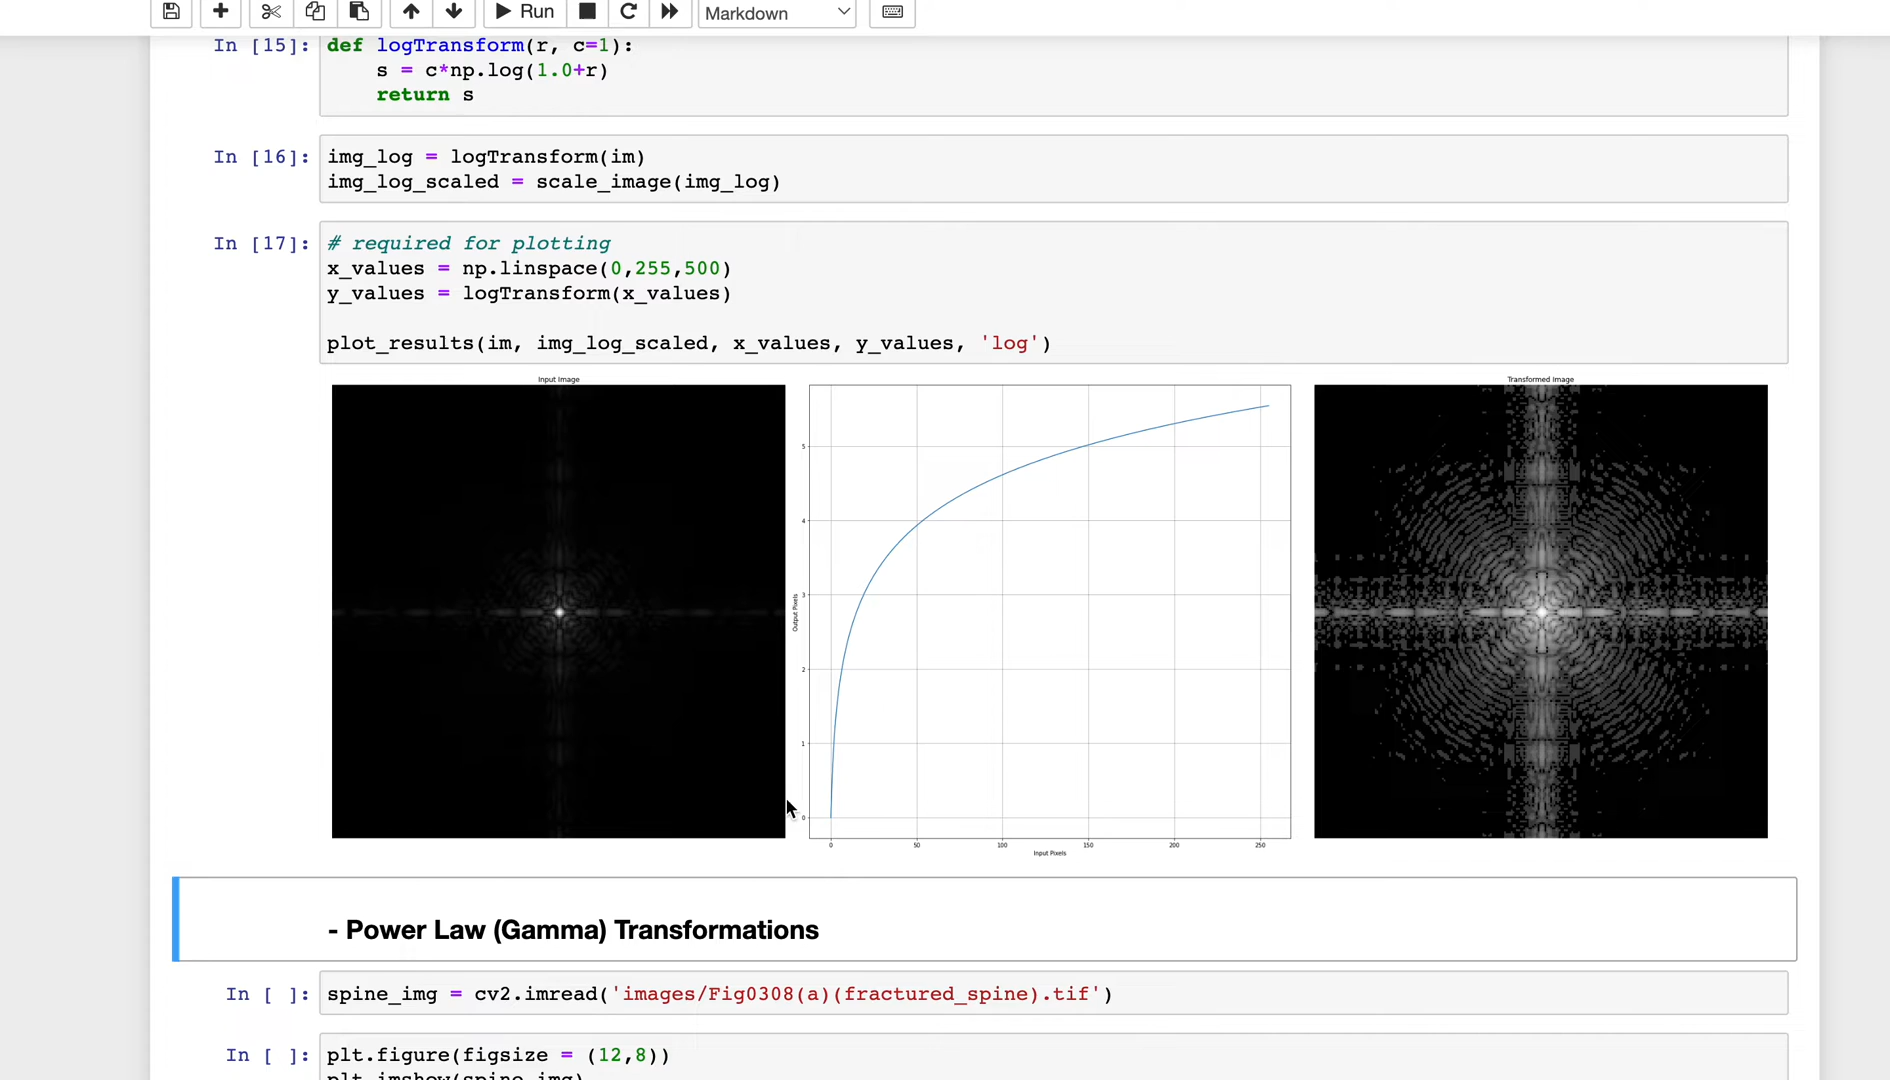 Run
Markdown
In [15]: def logTransform(r, c=1):
s = c*np.log(1.0+r)
return s
In [16]: img_log = logTransform(im)
img_log_scaled = scale_image(img_log)
In [17]: # required for plotting
x_values = np.linspace(0,255,500)
y_values = logTransform(x_values)
plot_results(im, img_log_scaled, x_values, y_values, 'log')
Input Image
Transformed Image
5
4
3
2
1
0
Output Pixels
0 50 100 150 200 250
Input Pixels
- Power Law (Gamma) Transformations
In [ ]: spine_img = cv2.imread('images/Fig0308(a)(fractured_spine).tif')
In [ ]: plt.figure(figsize = (12,8))
plt.imshow(spine_img)